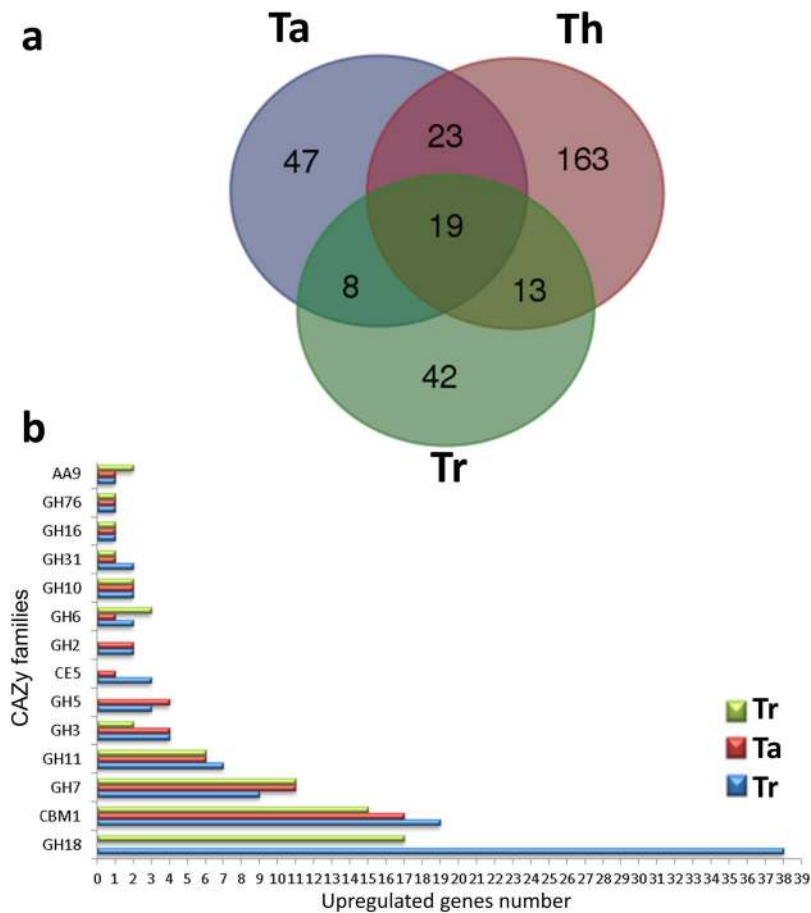 a
Ta
Th
47
23
163
19
8
13
42
Tr
b
CAZy families
AA9
GH76
GH16
GH31
GH10
GH6
GH2
CE5
GH5
GH3
GH11
GH7
CBM1
GH18
Tr
Ta
Tr
0 1 2 3 4 5 6 7 8 9 10 11 12 13 14 15 16 17 18 19 20 21 22 23 24 25 26 27 28 29 30 31 32 33 34 35 36 37 38 39
Upregulated genes number